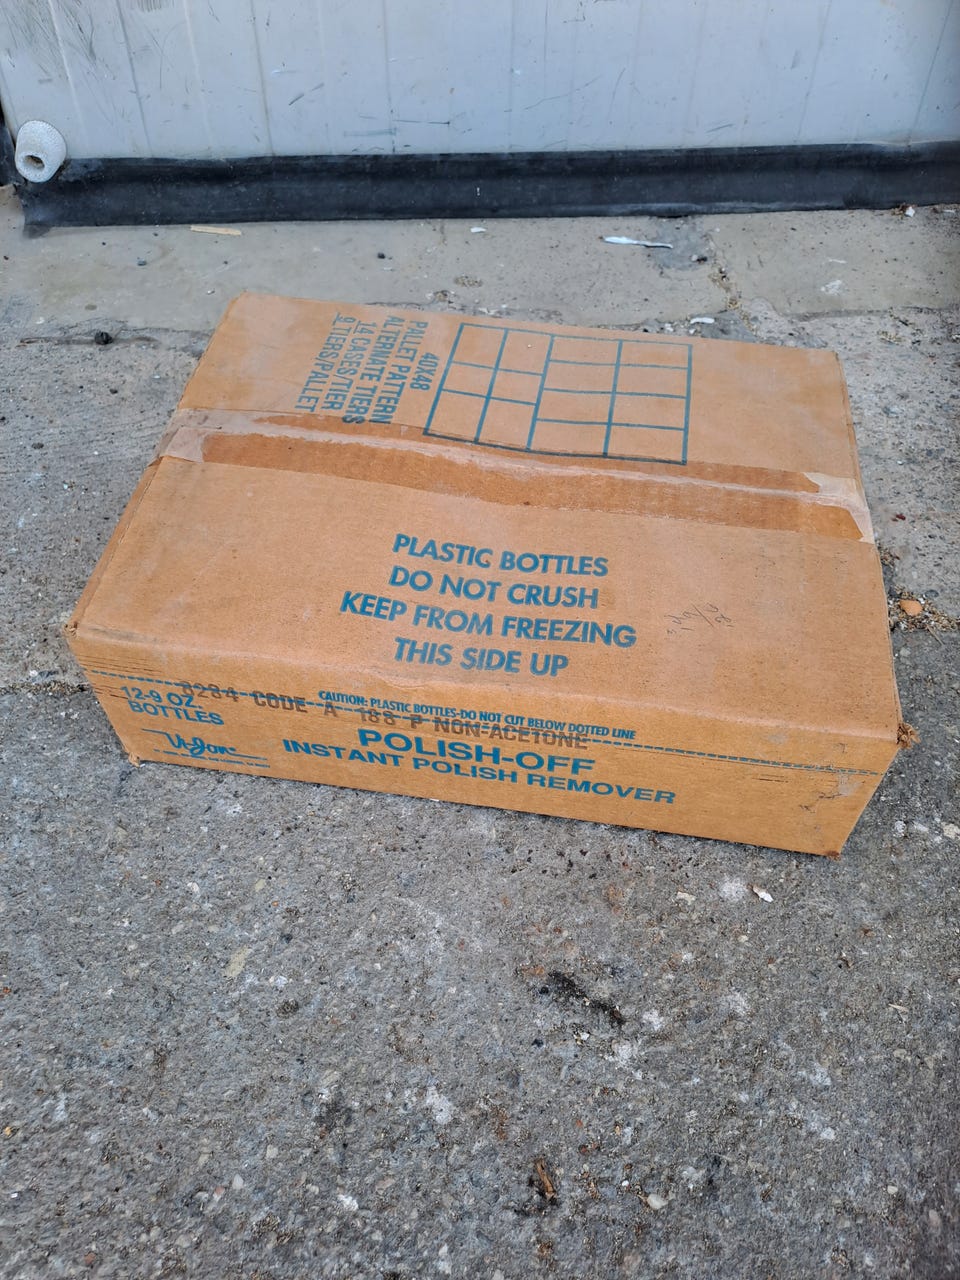 40X48
PALLET PATTERN
ALTERNATE TIERS
14 CASES/TIER
9 TIERS/PALLET
PLASTIC BOTTLES
DO NOT CRUSH
KEEP FROM FREEZING
THIS SIDE UP
CAUTION: PLASTIC BOTTLES-DO NOT CUT BELOW DOTTED LINE
8284 CODE A 188 P NON-ACETONE
12-9 OZ.
BOTTLES
POLISH-OFF
INSTANT POLISH REMOVER